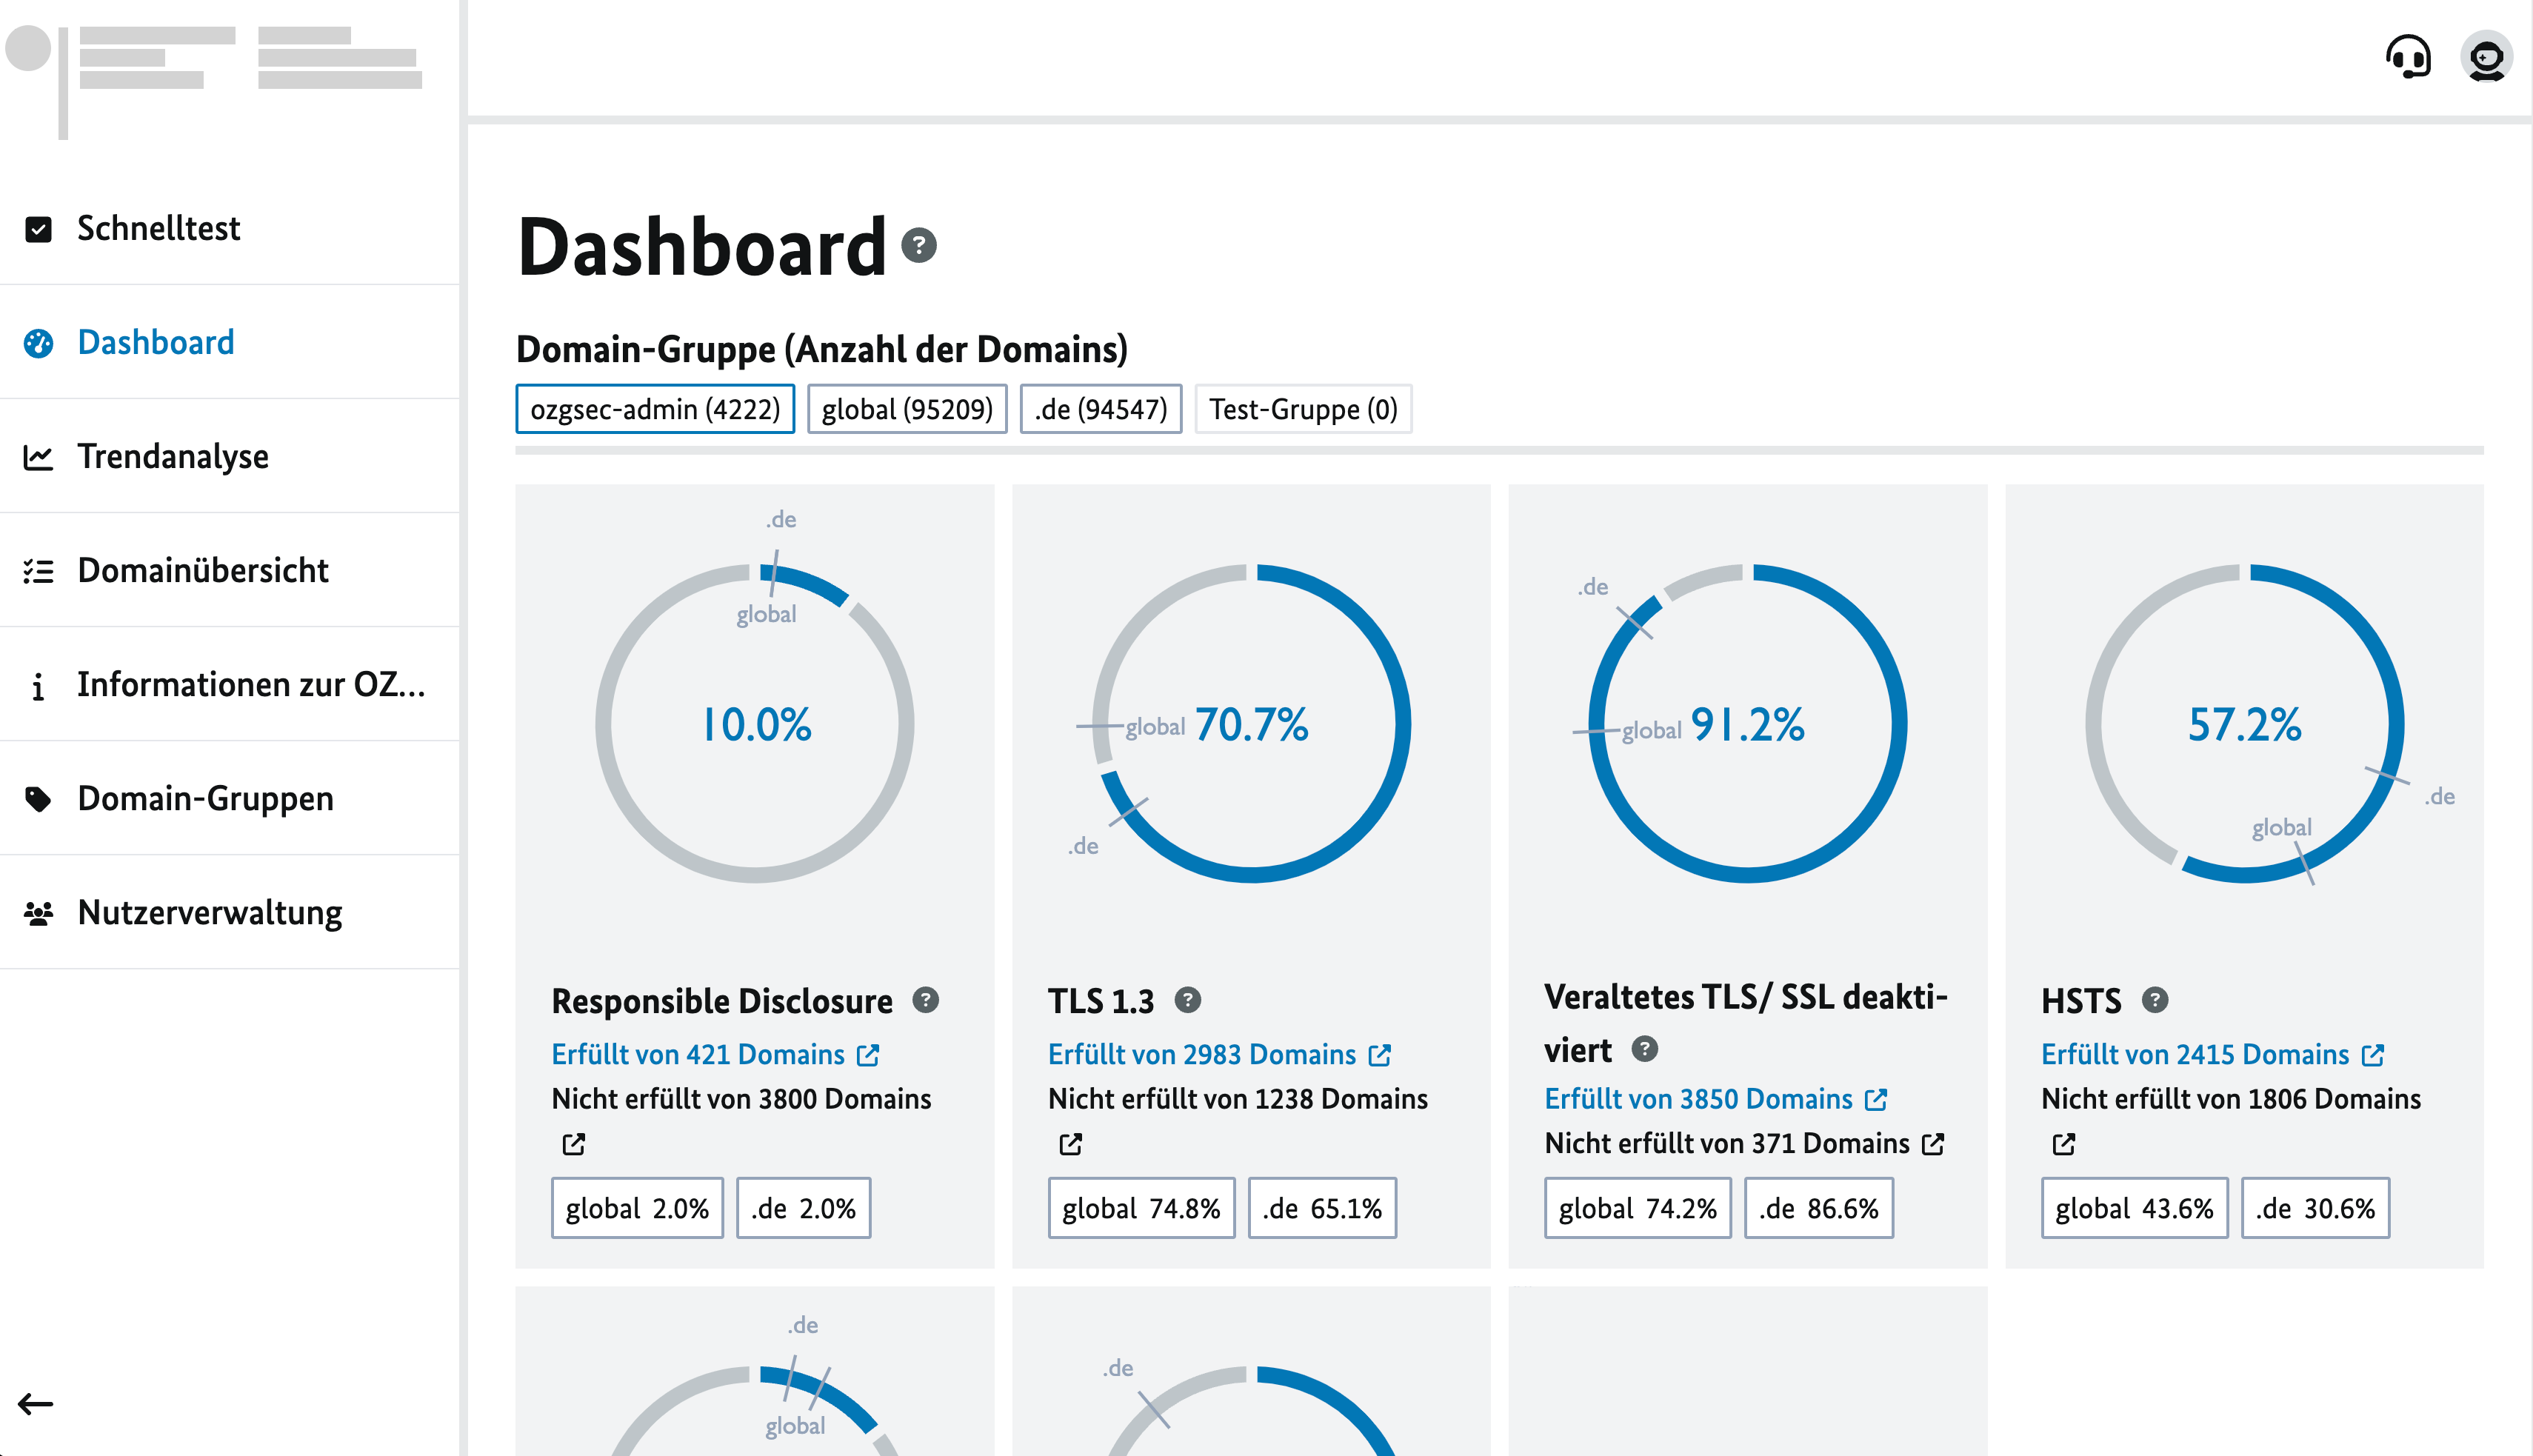 Schnelltest
Dashboard
Trendanalyse
Domainübersicht
Informationen zur OZ...
Domain-Gruppen
Nutzerverwaltung
Dashboard ?
Domain-Gruppe (Anzahl der Domains)
ozgsec-admin (4222) global (95209) .de (94547) Test-Gruppe (0)
.de
global
10.0%
Responsible Disclosure ?
Erfüllt von 421 Domains
Nicht erfüllt von 3800 Domains
global 2.0% .de 2.0%
global 70.7%
.de
TLS 1.3 ?
Erfüllt von 2983 Domains
Nicht erfüllt von 1238 Domains
global 74.8% .de 65.1%
.de
global 91.2%
Veraltetes TLS/ SSL deakti-
viert ?
Erfüllt von 3850 Domains
Nicht erfüllt von 371 Domains
global 74.2% .de 86.6%
57.2%
.de
global
HSTS ?
Erfüllt von 2415 Domains
Nicht erfüllt von 1806 Domains
global 43.6% .de 30.6%
.de
global
.de